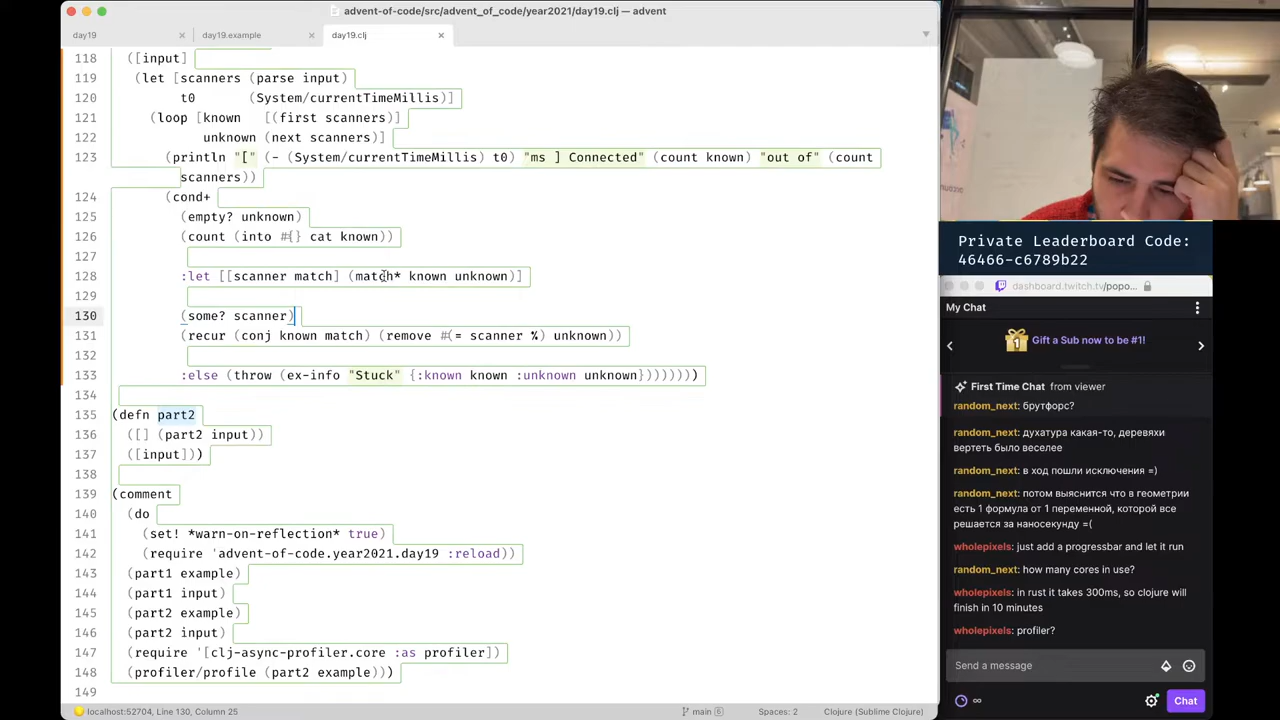 advent-of-code/src/advent_of_code/year2021/day19.clj — advent
day19
day19.example
day19.clj
118 ([input]
119 (let [scanners (parse input)
120 t0 (System/currentTimeMillis)]
121 (loop [known [(first scanners)]
122 unknown (next scanners)]
123 (println "[" (- (System/currentTimeMillis) t0) "ms ] Connected" (count known) "out of" (count
scanners))
124 (cond+
125 (empty? unknown)
126 (count (into #{} cat known))
127
128 :let [[scanner match] (match* known unknown)]
129
130 (some? scanner)
131 (recur (conj known match) (remove #(= scanner %) unknown))
132
133 :else (throw (ex-info "Stuck" {:known known :unknown unknown})))))))
134
135 (defn part2
136 ([] (part2 input))
137 ([input]))
138
139 (comment
140 (do
141 (set! *warn-on-reflection* true)
142 (require 'advent-of-code.year2021.day19 :reload))
143 (part1 example)
144 (part1 input)
145 (part2 example)
146 (part2 input)
147 (require '[clj-async-profiler.core :as profiler])
148 (profiler/profile (part2 example)))
149
localhost:52704, Line 130, Column 25
main 6
Spaces: 2
Clojure (Sublime Clojure)
Private Leaderboard Code:
46466-c6789b22
dashboard.twitch.tv/popo
My Chat
1
Gift a Sub now to be #1!
First Time Chat from viewer
random_next: брутфорс?
random_next: духатура какая-то, деревяхи
вертеть было веселее
random_next: в ход пошли исключения =)
random_next: потом выяснится что в геометрии
есть 1 формула от 1 переменной, которой все
решается за наносекунду =(
wholepixels: just add a progressbar and let it run
random_next: how many cores in use?
wholepixels: in rust it takes 300ms, so clojure will
finish in 10 minutes
wholepixels: profiler?
Send a message
∞
Chat